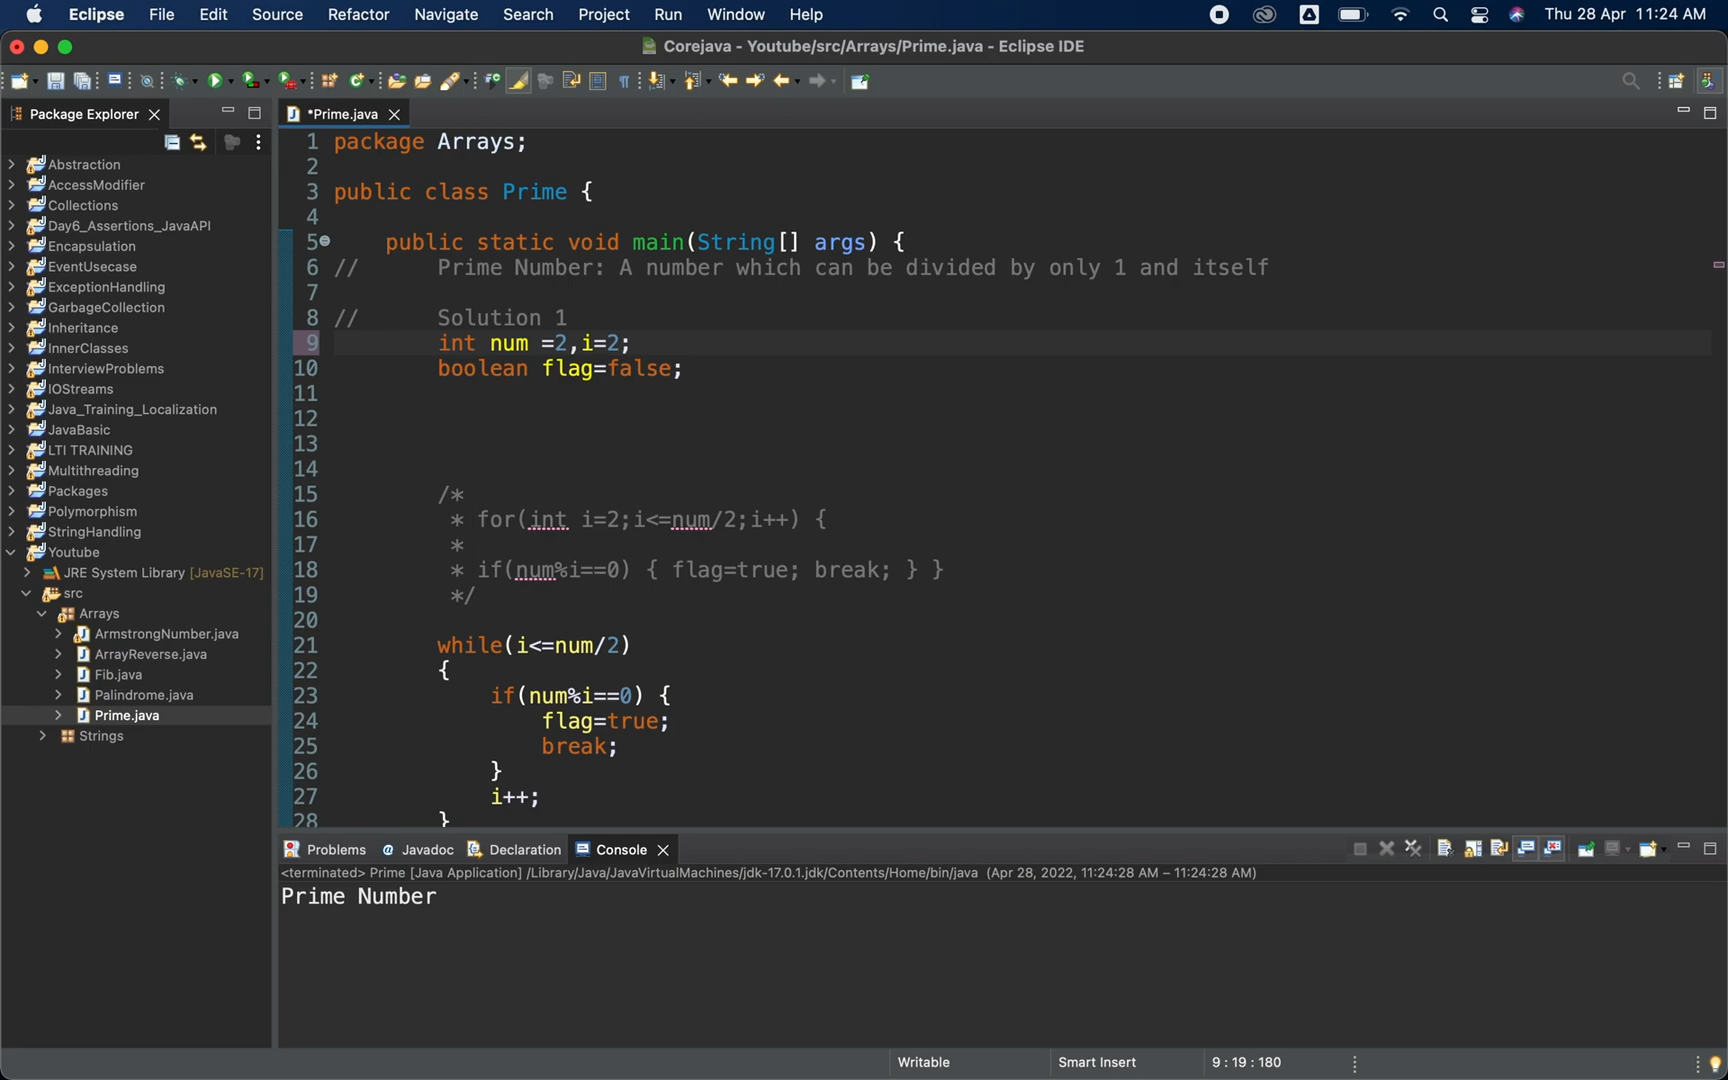 Eclipse File Edit Source Refactor Navigate Search Project Run Window Help Thu 28 Apr 11:24 AM
Corejava - Youtube/src/Arrays/Prime.java - Eclipse IDE
Package Explorer
*Prime.java
Abstraction
AccessModifier
Collections
Day6_Assertions_JavaAPI
Encapsulation
EventUsecase
ExceptionHandling
GarbageCollection
Inheritance
InnerClasses
InterviewProblems
IOStreams
Java_Training_Localization
JavaBasic
LTI TRAINING
Multithreading
Packages
Polymorphism
StringHandling
Youtube
JRE System Library [JavaSE-17]
src
Arrays
ArmstrongNumber.java
ArrayReverse.java
Fib.java
Palindrome.java
Prime.java
Strings
1 package Arrays;
2
3 public class Prime {
4
5 public static void main(String[] args) {
6 // Prime Number: A number which can be divided by only 1 and itself
7
8 // Solution 1
9 int num =2,i=2;
10 boolean flag=false;
11
12
13
14
15 /*
16 * for(int i=2;i<=num/2;i++) {
17 *
18 * if(num%i==0) { flag=true; break; } }
19 */
20
21 while(i<=num/2)
22 {
23 if(num%i==0) {
24 flag=true;
25 break;
26 }
27 i++;
28 }
Problems @ Javadoc Declaration Console
<terminated> Prime [Java Application] /Library/Java/JavaVirtualMachines/jdk-17.0.1.jdk/Contents/Home/bin/java (Apr 28, 2022, 11:24:28 AM – 11:24:28 AM)
Prime Number
Writable Smart Insert 9 : 19 : 180